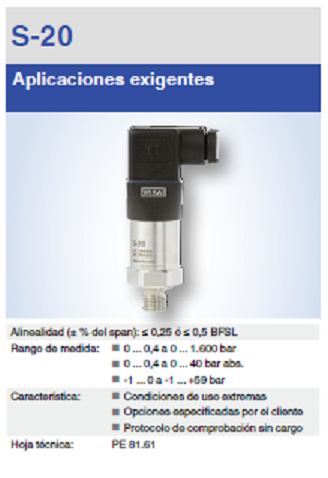 S-20
Aplicaciones exigentes
WIKA
S-20
Alinealidad (± % del span): ≤ 0,25 ó ≤ 0,5 BFSL
Rango de medida: ■ 0 ... 0,4 a 0 ... 1.600 bar
■ 0 ... 0,4 a 0 ... 40 bar abs.
■ -1 ... 0 a -1 ... +59 bar
Característica: ■ Condiciones de uso extremas
■ Opciones especificadas por el cliente
■ Protocolo de comprobación sin cargo
Hoja técnica: PE 81.61